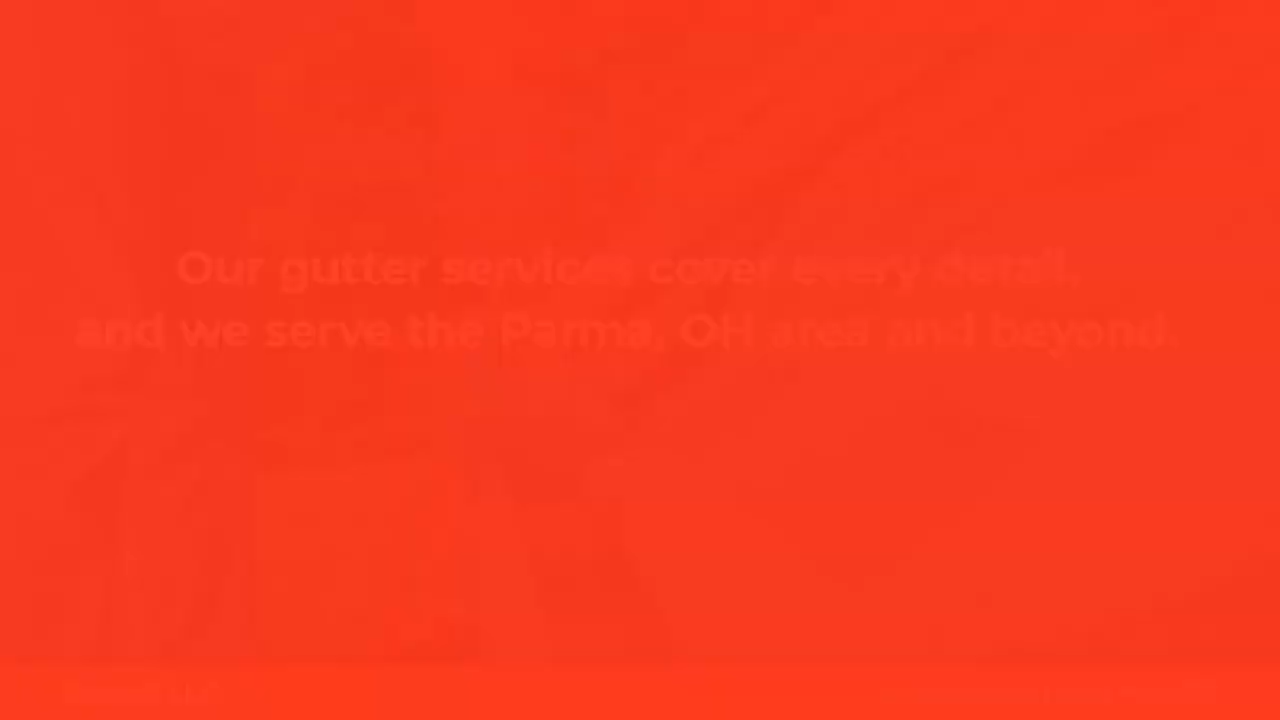 Our gutter services cover every detail,
and we serve the Parma, OH area and beyond.